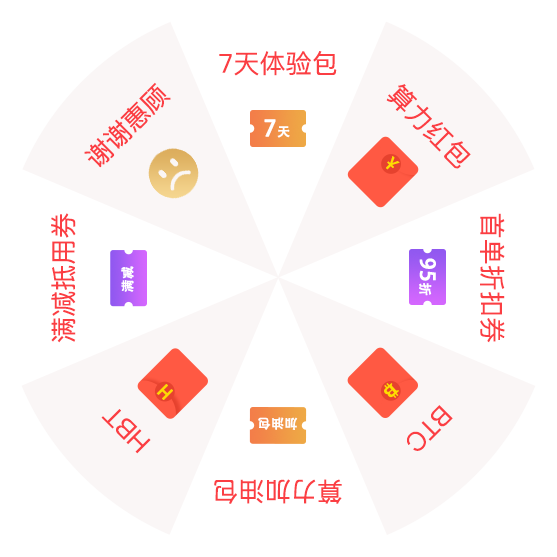 7天体验包
7天
算力红包
¥
首单折扣券
95折
BTC
₿
算力加油包
加油包
HBT
H
满减抵用券
满减
谢谢惠顾